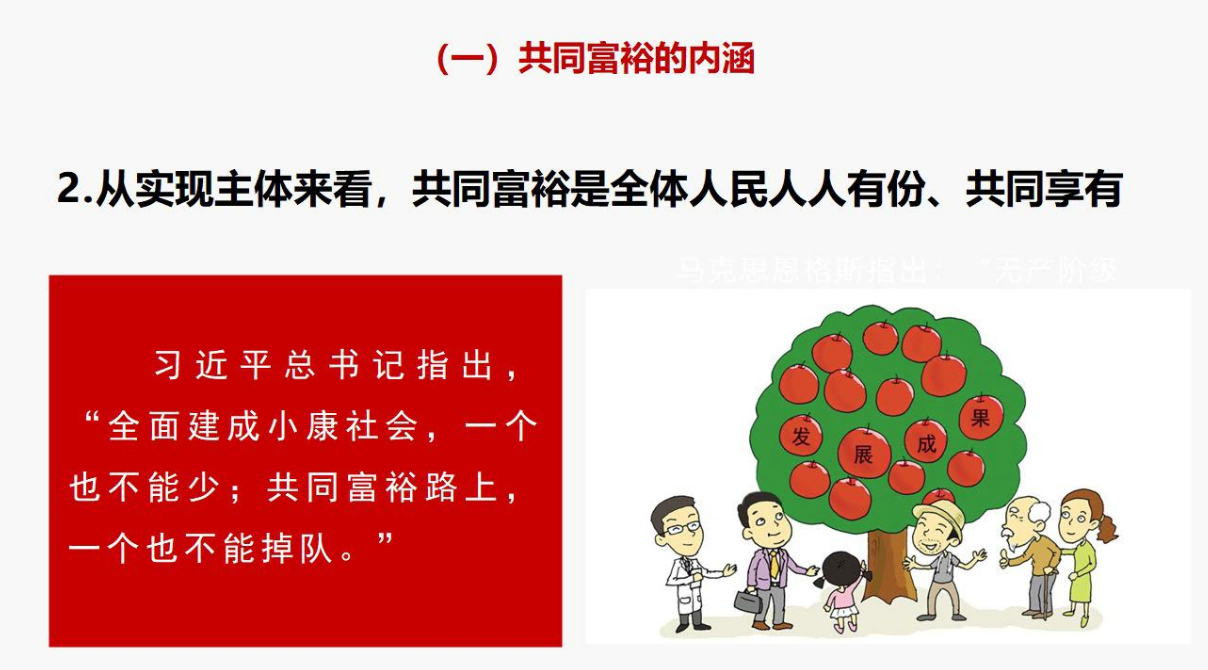 （一）共同富裕的内涵
2.从实现主体来看，共同富裕是全体人民人人有份、共同享有
马克思恩格斯指出：“无产阶级
习近平总书记指出，
“全面建成小康社会，一个
也不能少；共同富裕路上，
一个也不能掉队。”
发
展
成
果